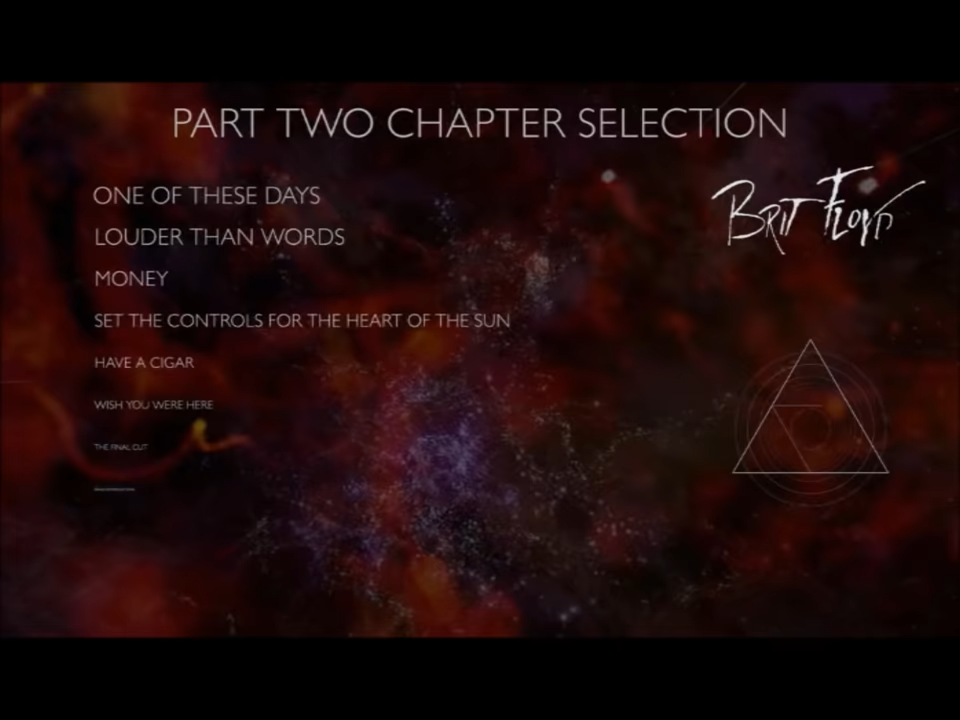 PART TWO CHAPTER SELECTION
BRIT FLOYD
ONE OF THESE DAYS
LOUDER THAN WORDS
MONEY
SET THE CONTROLS FOR THE HEART OF THE SUN
HAVE A CIGAR
WISH YOU WERE HERE
THE FINAL CUT